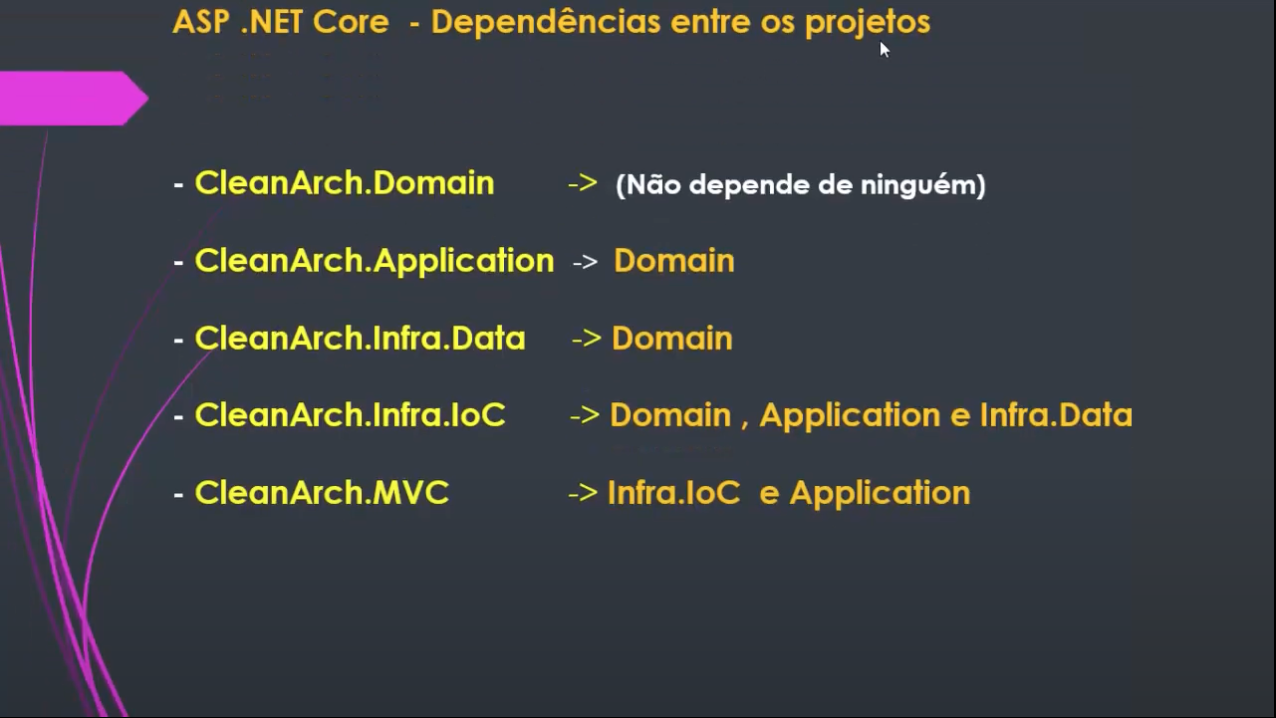 ASP .NET Core - Dependências entre os projetos
- CleanArch.Domain -> (Não depende de ninguém)
- CleanArch.Application -> Domain
- CleanArch.Infra.Data -> Domain
- CleanArch.Infra.IoC -> Domain , Application e Infra.Data
- CleanArch.MVC -> Infra.IoC e Application